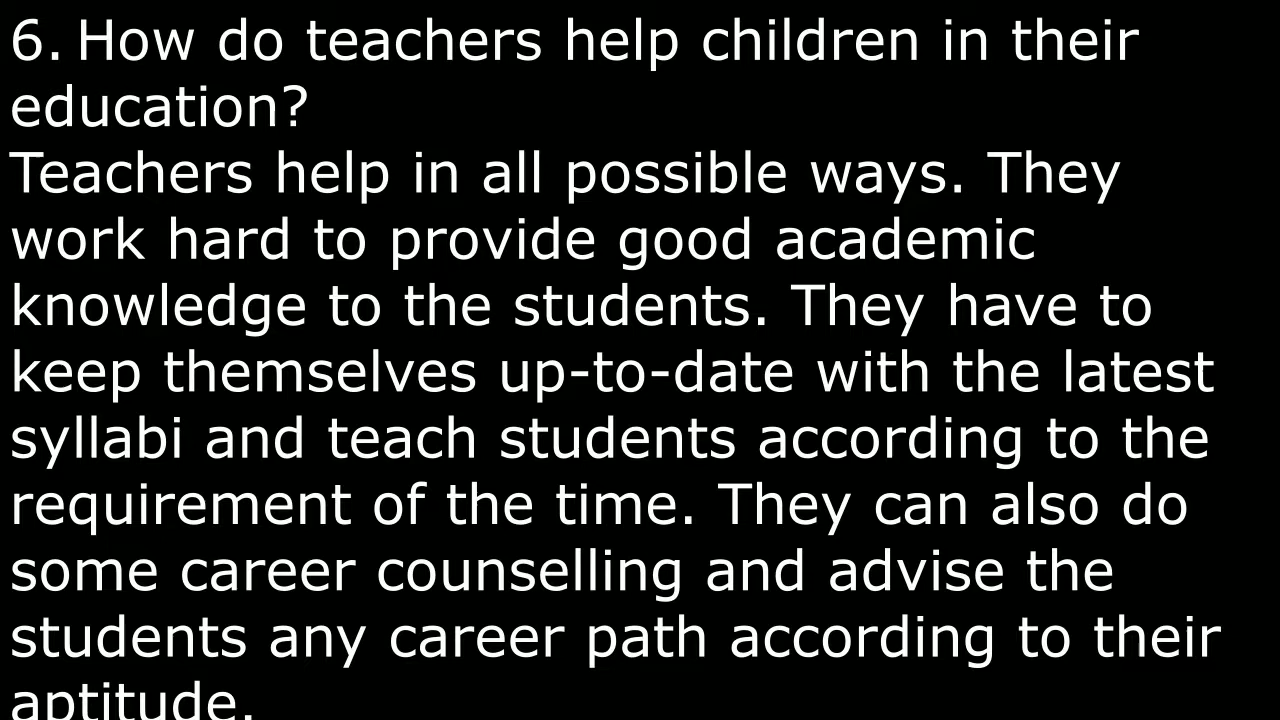 6. How do teachers help children in their
education?
Teachers help in all possible ways. They
work hard to provide good academic
knowledge to the students. They have to
keep themselves up-to-date with the latest
syllabi and teach students according to the
requirement of the time. They can also do
some career counselling and advise the
students any career path according to their
aptitude.